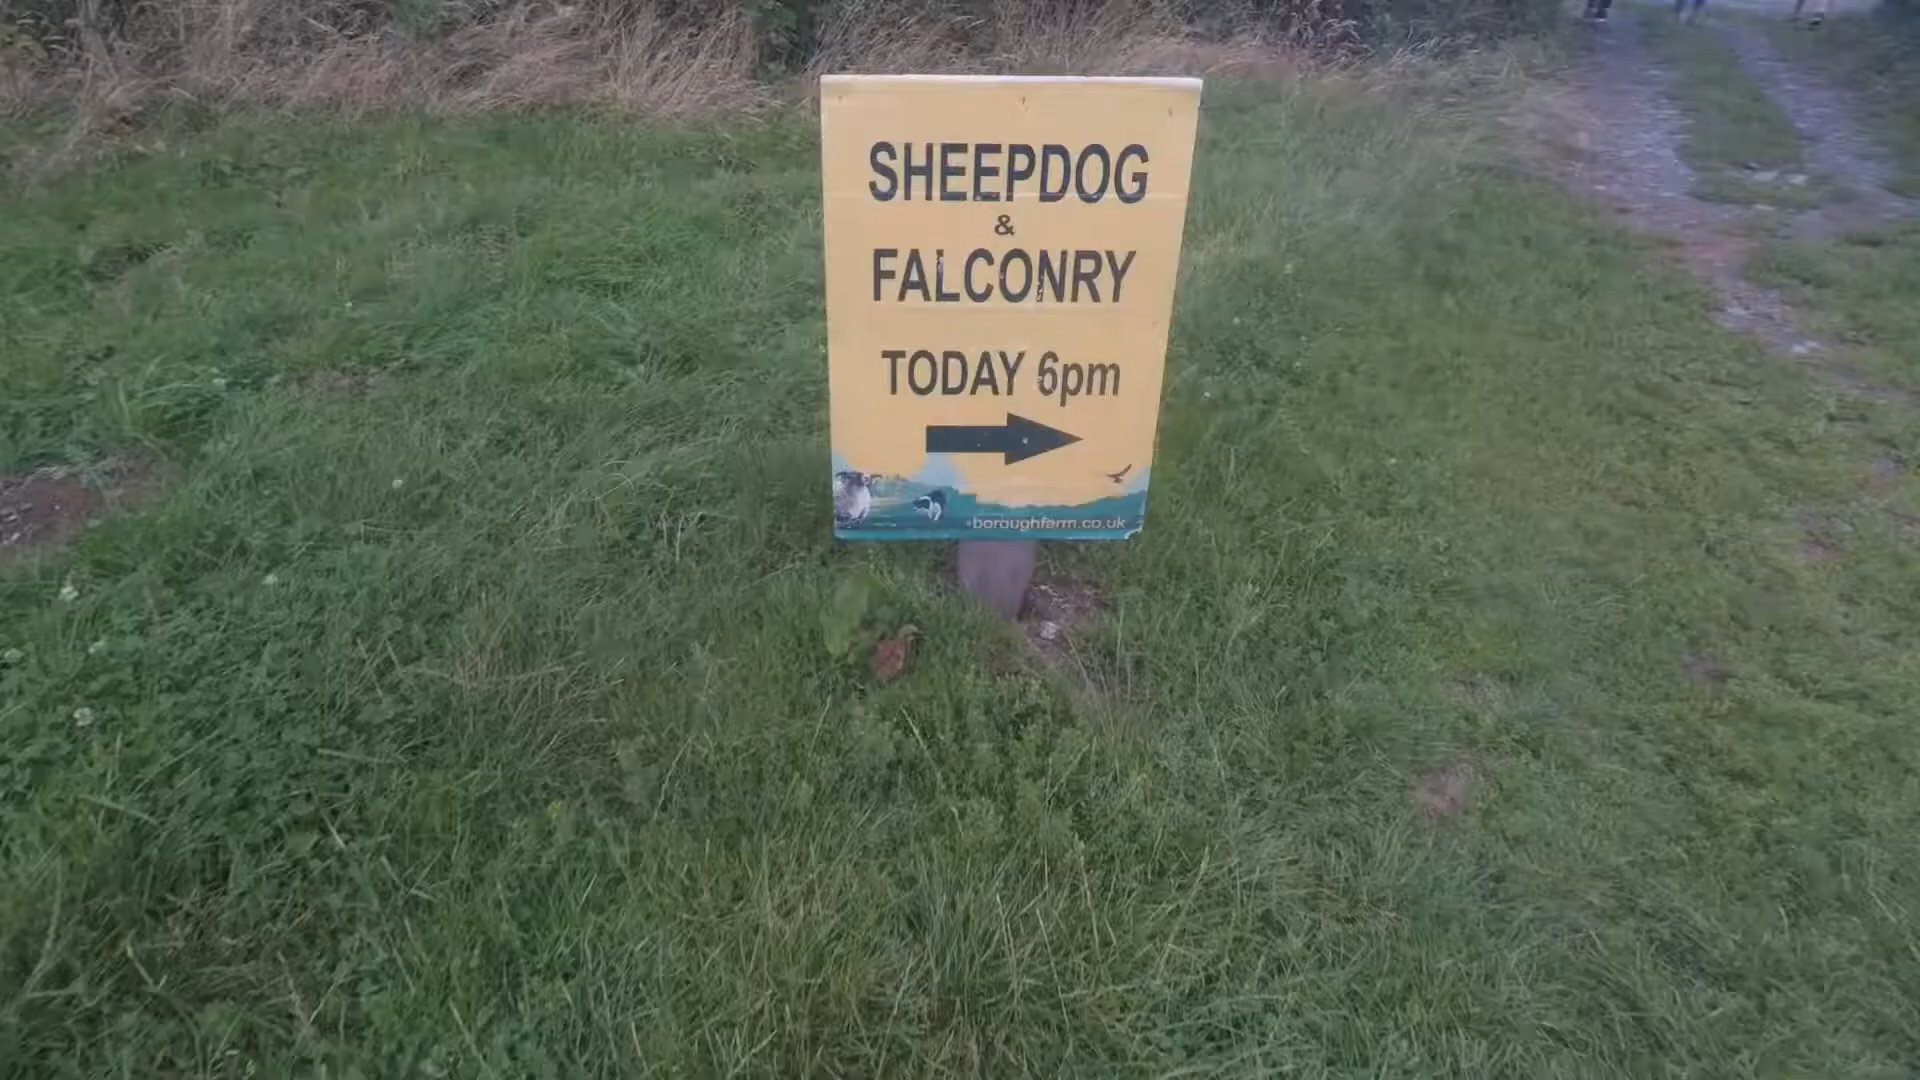 SHEEPDOG
&
FALCONRY
TODAY 6pm
boroughfarm.co.uk